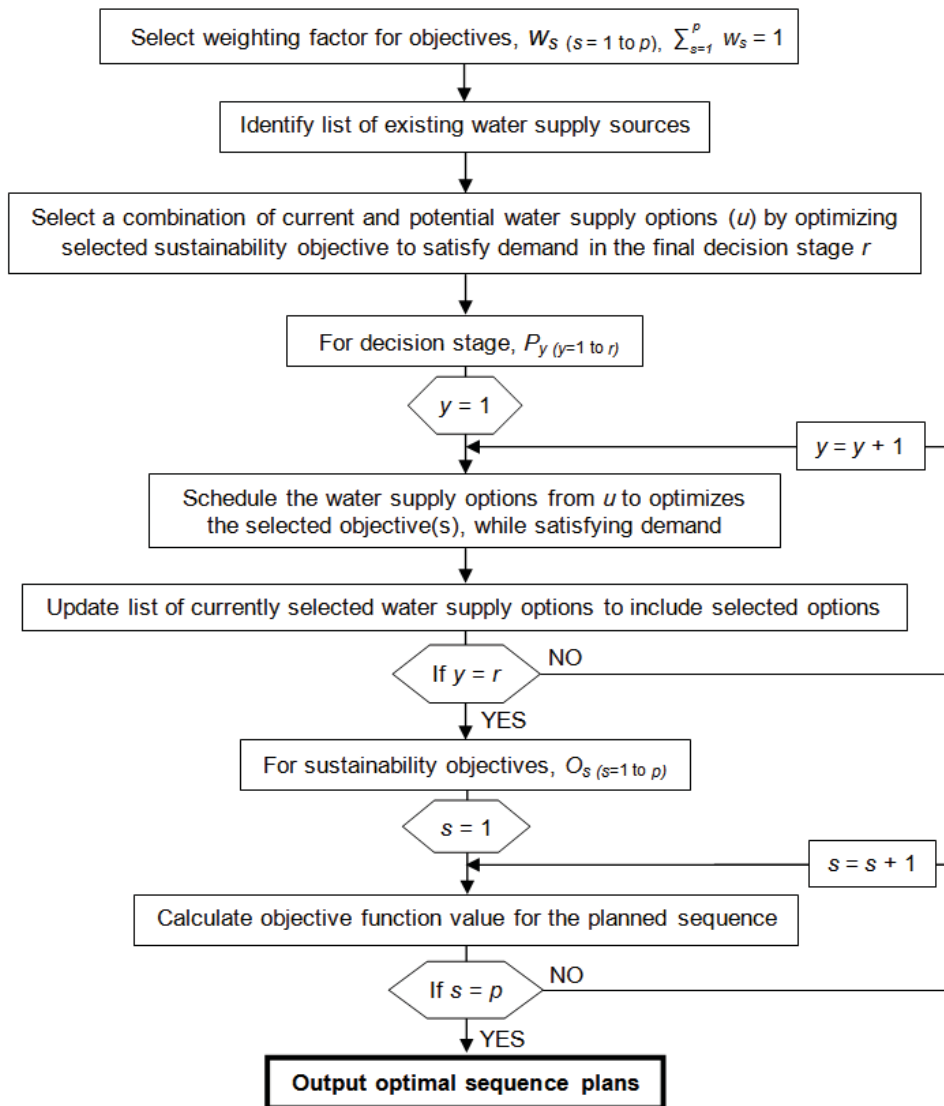 Select weighting factor for objectives, Ws (s = 1 to p), ∑ᵖₛ₌₁ ws = 1
Identify list of existing water supply sources
Select a combination of current and potential water supply options (u) by optimizing
selected sustainability objective to satisfy demand in the final decision stage r
For decision stage, Py (y=1 to r)
y = 1
y = y + 1
Schedule the water supply options from u to optimizes
the selected objective(s), while satisfying demand
Update list of currently selected water supply options to include selected options
If y = r
NO
YES
For sustainability objectives, Os (s=1 to p)
s = 1
s = s + 1
Calculate objective function value for the planned sequence
If s = p
NO
YES
Output optimal sequence plans